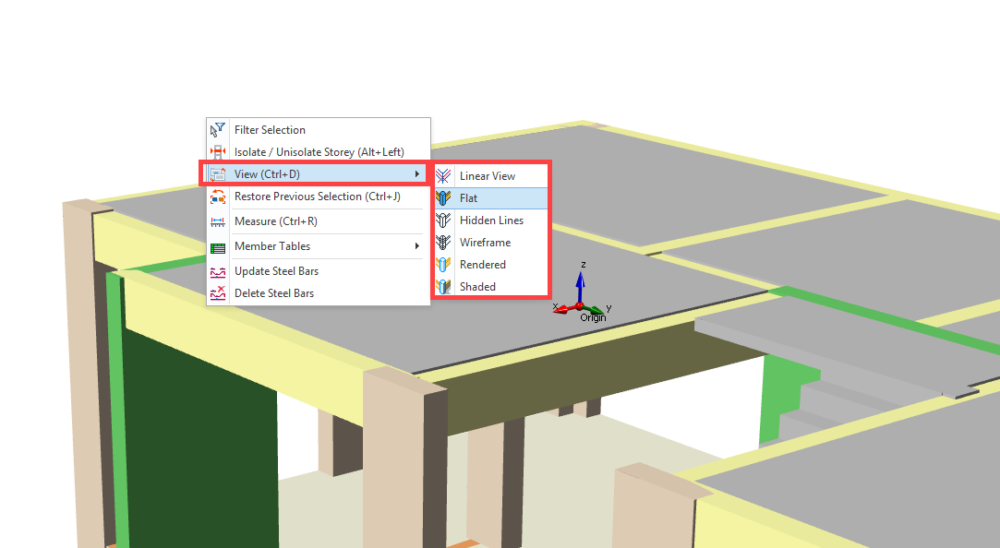 Filter Selection
Isolate / Unisolate Storey (Alt+Left)
View (Ctrl+D)
Restore Previous Selection (Ctrl+J)
Measure (Ctrl+R)
Member Tables
Update Steel Bars
Delete Steel Bars
Linear View
Flat
Hidden Lines
Wireframe
Rendered
Shaded
z
x
y
Origin